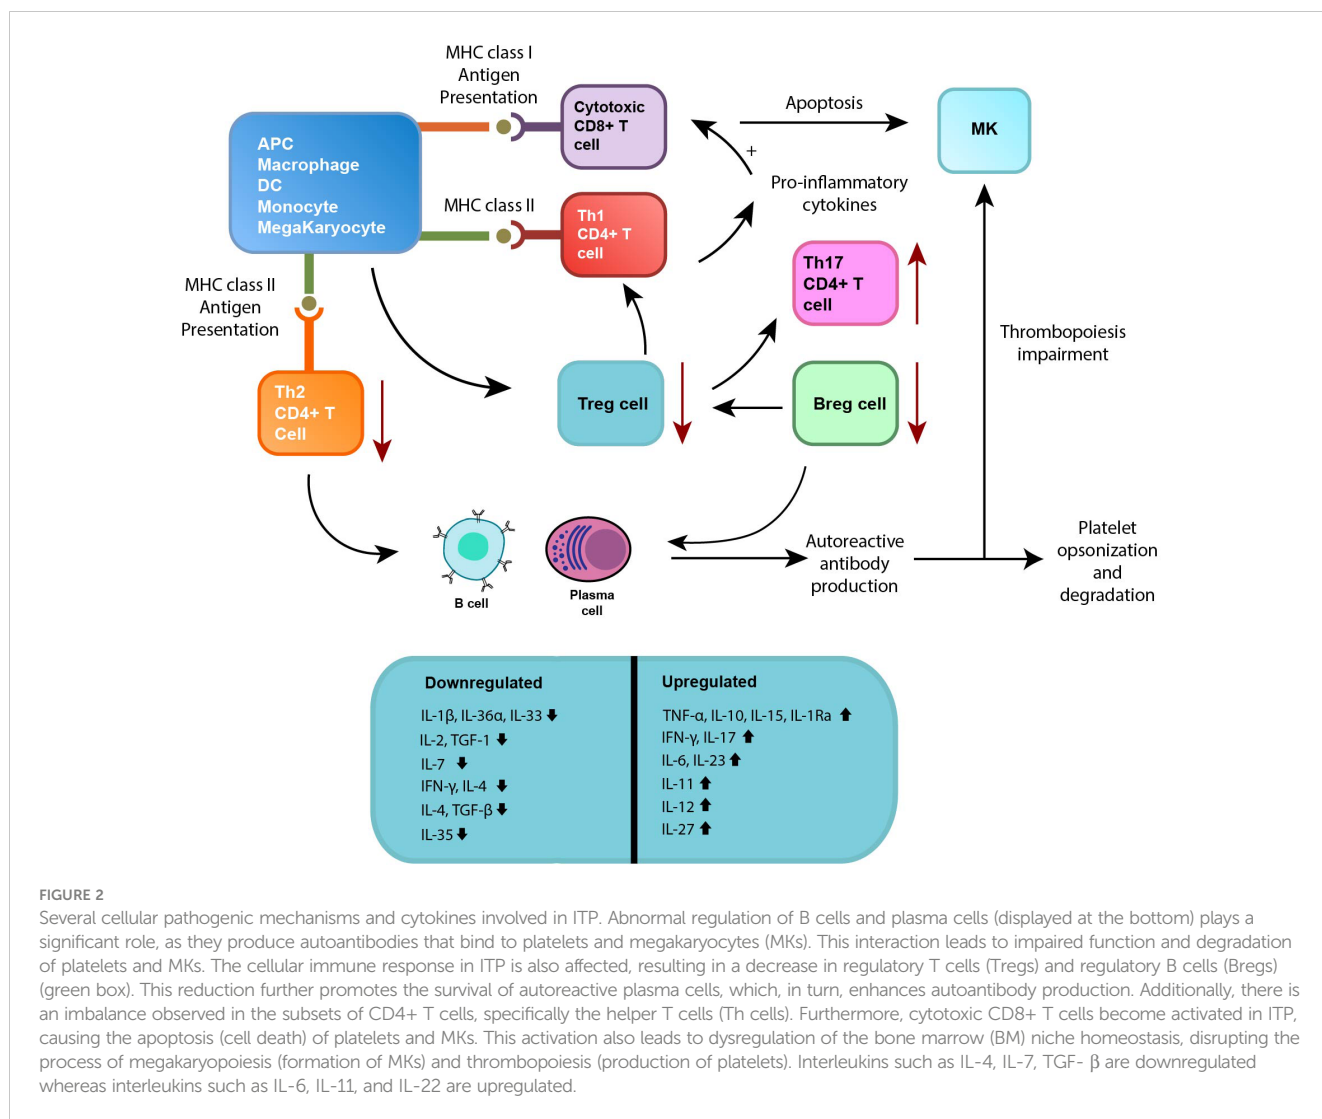 MHC class I
Antigen
Presentation
APC
Macrophage
DC
Monocyte
MegaKaryocyte
Cytotoxic
CD8+ T
cell
Apoptosis
MK
+
Pro-inflammatory
cytokines
MHC class II
Th1
CD4+ T
cell
Th17
CD4+ T
cell
MHC class II
Antigen
Presentation
Thrombopoiesis
impairment
Th2
CD4+ T
Cell
Treg cell
Breg cell
B cell
Plasma
cell
Autoreactive
antibody
production
Platelet
opsonization
and
degradation
Downregulated
IL-1β, IL-36α, IL-33
IL-2, TGF-1
IL-7
IFN-γ, IL-4
IL-4, TGF-β
IL-35
Upregulated
TNF-α, IL-10, IL-15, IL-1Ra
IFN-γ, IL-17
IL-6, IL-23
IL-11
IL-12
IL-27
FIGURE 2
Several cellular pathogenic mechanisms and cytokines involved in ITP. Abnormal regulation of B cells and plasma cells (displayed at the bottom) plays a
significant role, as they produce autoantibodies that bind to platelets and megakaryocytes (MKs). This interaction leads to impaired function and degradation
of platelets and MKs. The cellular immune response in ITP is also affected, resulting in a decrease in regulatory T cells (Tregs) and regulatory B cells (Bregs)
(green box). This reduction further promotes the survival of autoreactive plasma cells, which, in turn, enhances autoantibody production. Additionally, there is
an imbalance observed in the subsets of CD4+ T cells, specifically the helper T cells (Th cells). Furthermore, cytotoxic CD8+ T cells become activated in ITP,
causing the apoptosis (cell death) of platelets and MKs. This activation also leads to dysregulation of the bone marrow (BM) niche homeostasis, disrupting the
process of megakaryopoiesis (formation of MKs) and thrombopoiesis (production of platelets). Interleukins such as IL-4, IL-7, TGF- β are downregulated
whereas interleukins such as IL-6, IL-11, and IL-22 are upregulated.